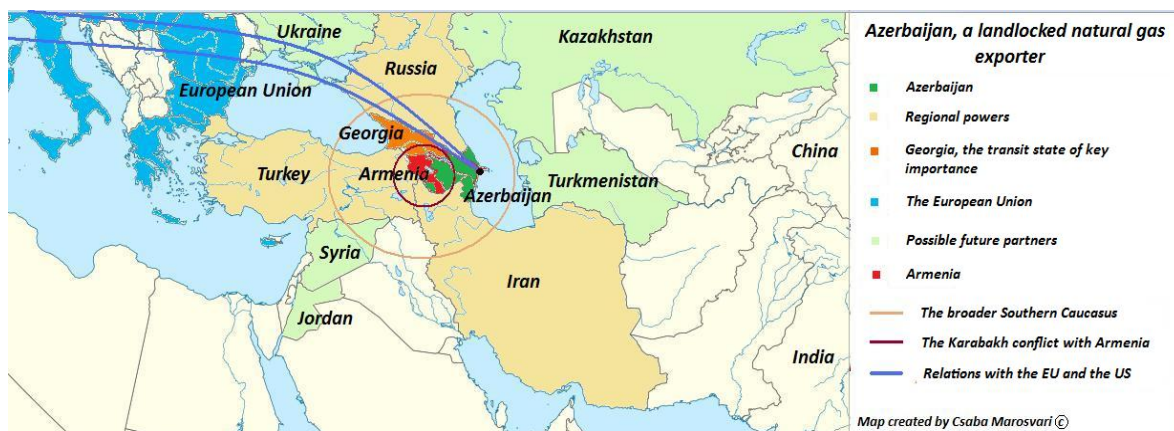 Ukraine
Kazakhstan
Russia
European Union
Georgia
China
Turkey
Armenia
Turkmenistan
Azerbaijan
Syria
Iran
Jordan
India
Azerbaijan, a landlocked natural gas
exporter
Azerbaijan
Regional powers
Georgia, the transit state of key
importance
The European Union
Possible future partners
Armenia
The broader Southern Caucasus
The Karabakh conflict with Armenia
Relations with the EU and the US
Map created by Csaba Marosvari ©